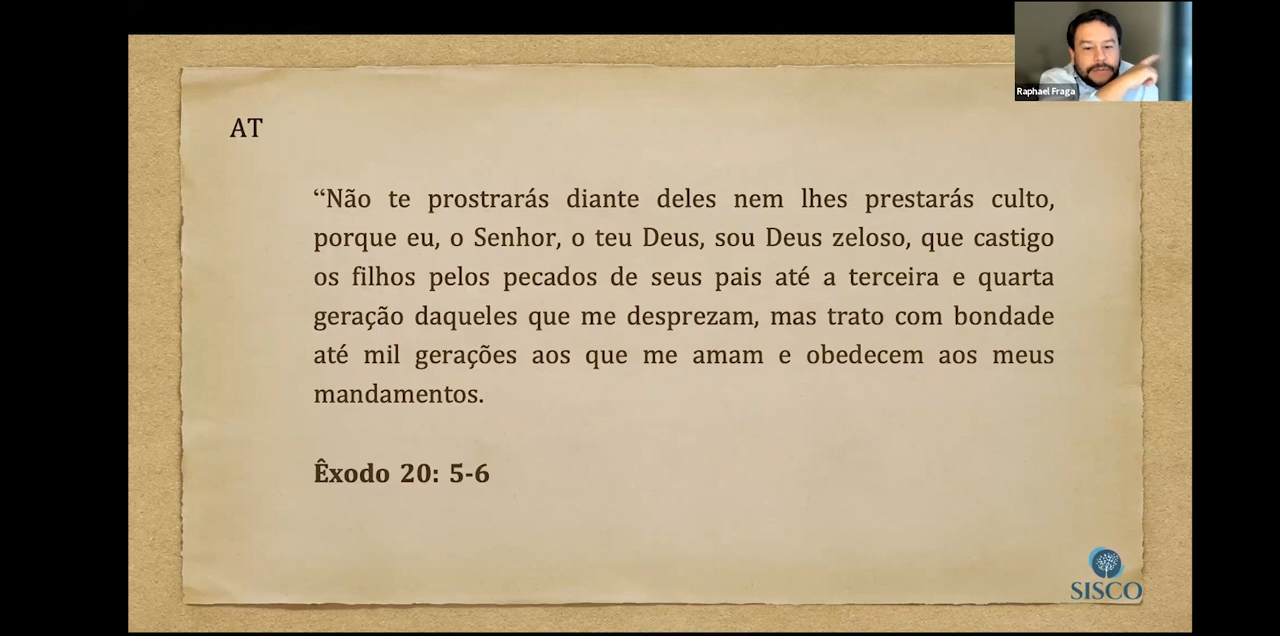 Raphael Fraga
AT
“Não te prostrarás diante deles nem lhes prestarás culto,
porque eu, o Senhor, o teu Deus, sou Deus zeloso, que castigo
os filhos pelos pecados de seus pais até a terceira e quarta
geração daqueles que me desprezam, mas trato com bondade
até mil gerações aos que me amam e obedecem aos meus
mandamentos.
Êxodo 20: 5-6
SISCO